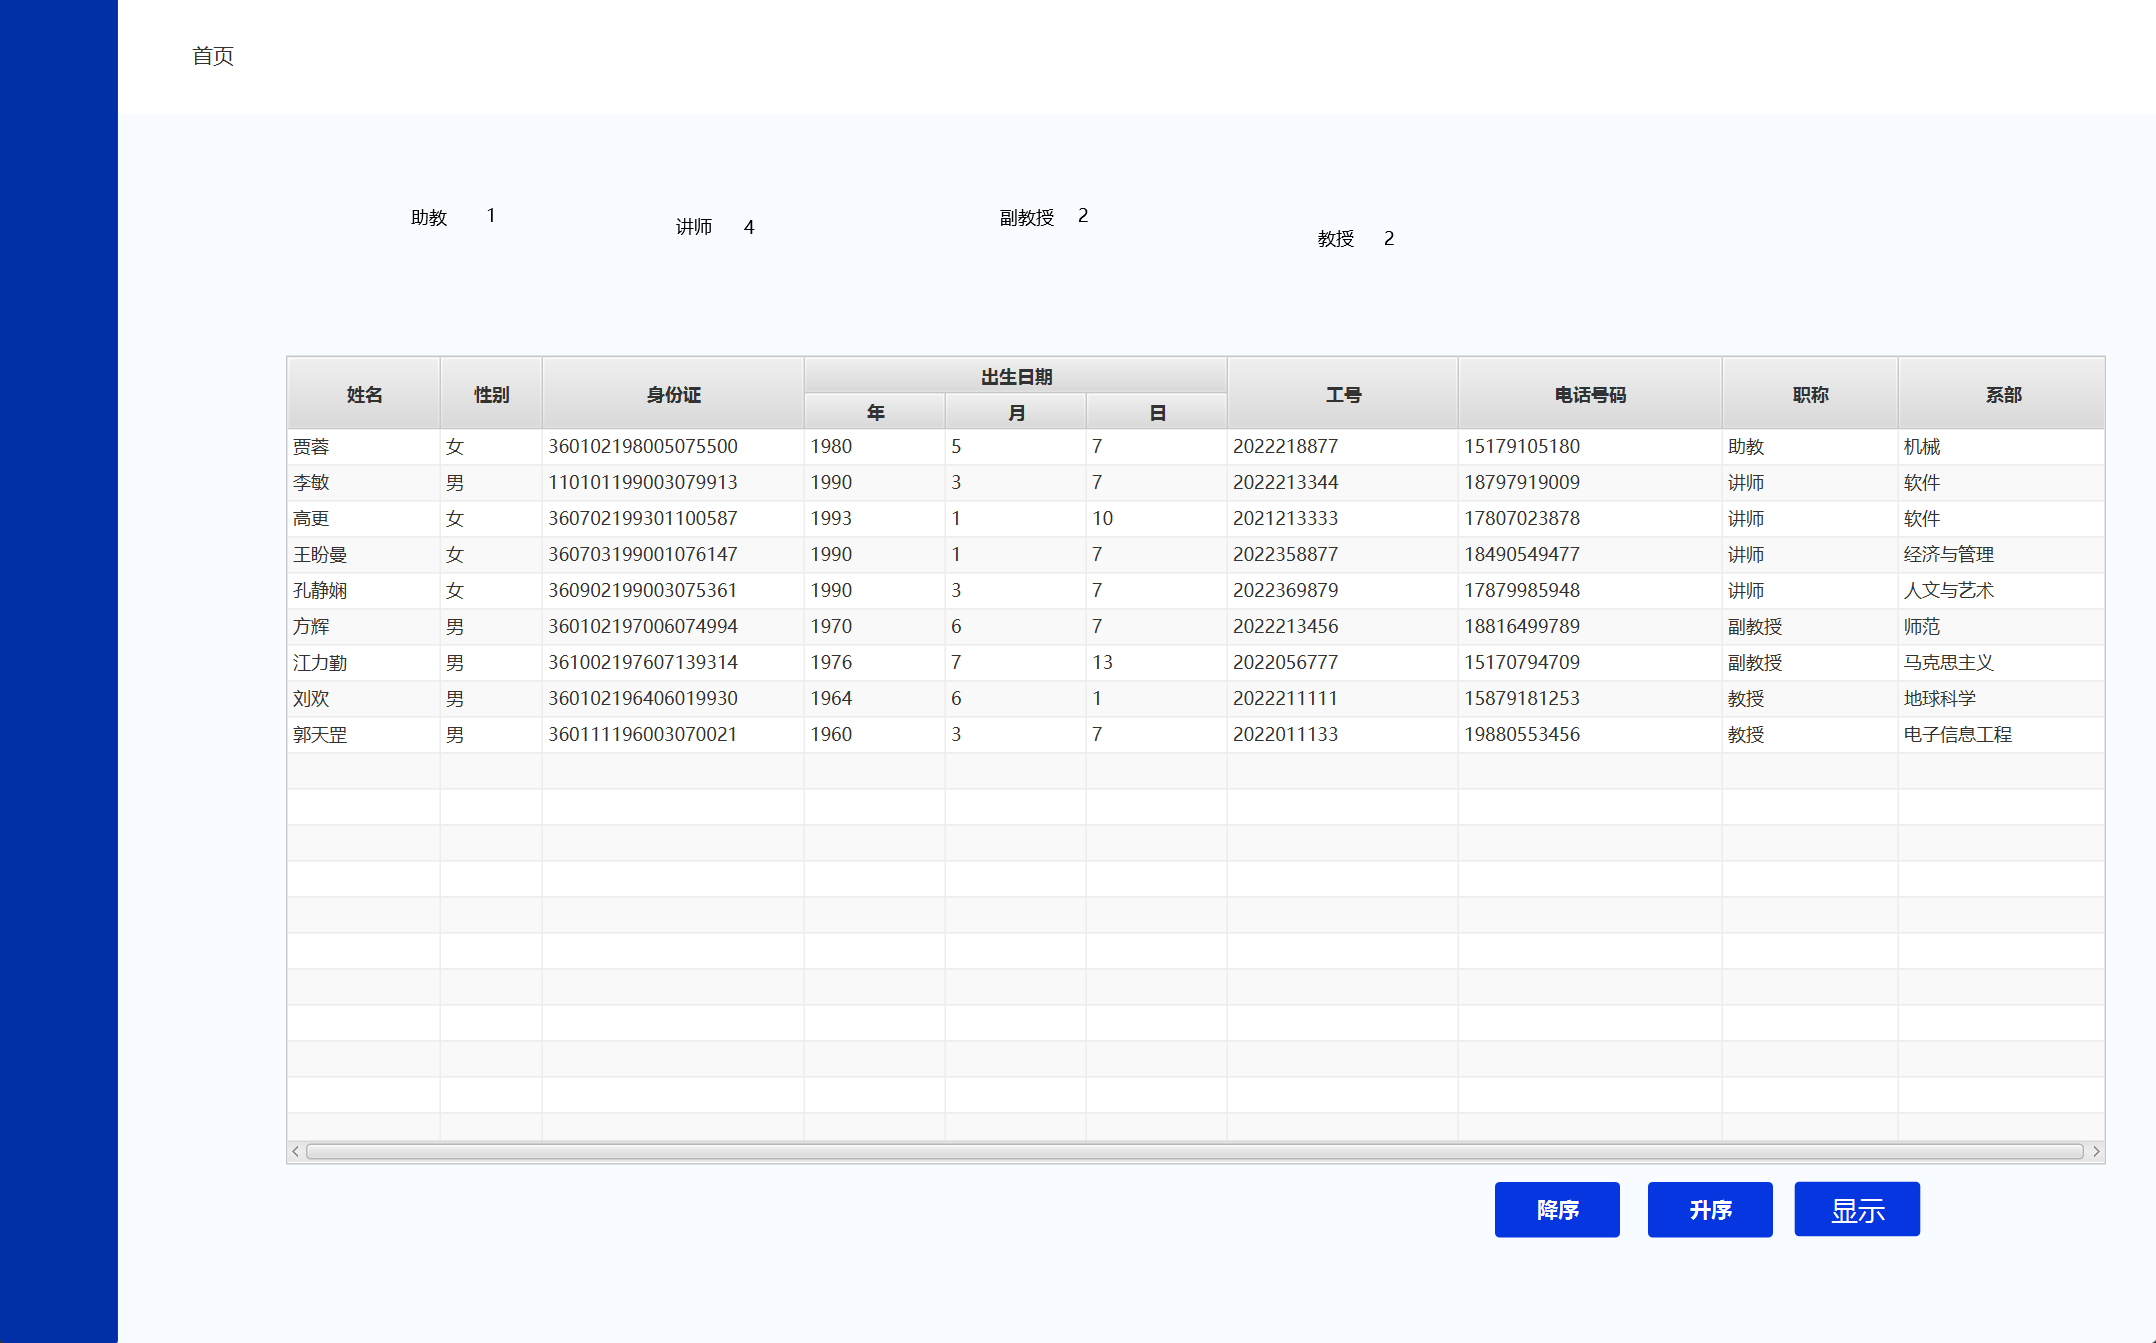 首页
助教 1
讲师 4
副教授 2
教授 2
姓名 性别 身份证 出生日期 工号 电话号码 职称 系部
年 月 日
贾蓉 女 360102198005075500 1980 5 7 2022218877 15179105180 助教 机械
李敏 男 110101199003079913 1990 3 7 2022213344 18797919009 讲师 软件
高更 女 360702199301100587 1993 1 10 2021213333 17807023878 讲师 软件
王盼曼 女 360703199001076147 1990 1 7 2022358877 18490549477 讲师 经济与管理
孔静娴 女 360902199003075361 1990 3 7 2022369879 17879985948 讲师 人文与艺术
方辉 男 360102197006074994 1970 6 7 2022213456 18816499789 副教授 师范
江力勤 男 361002197607139314 1976 7 13 2022056777 15170794709 副教授 马克思主义
刘欢 男 360102196406019930 1964 6 1 2022211111 15879181253 教授 地球科学
郭天罡 男 360111196003070021 1960 3 7 2022011133 19880553456 教授 电子信息工程
降序 升序 显示